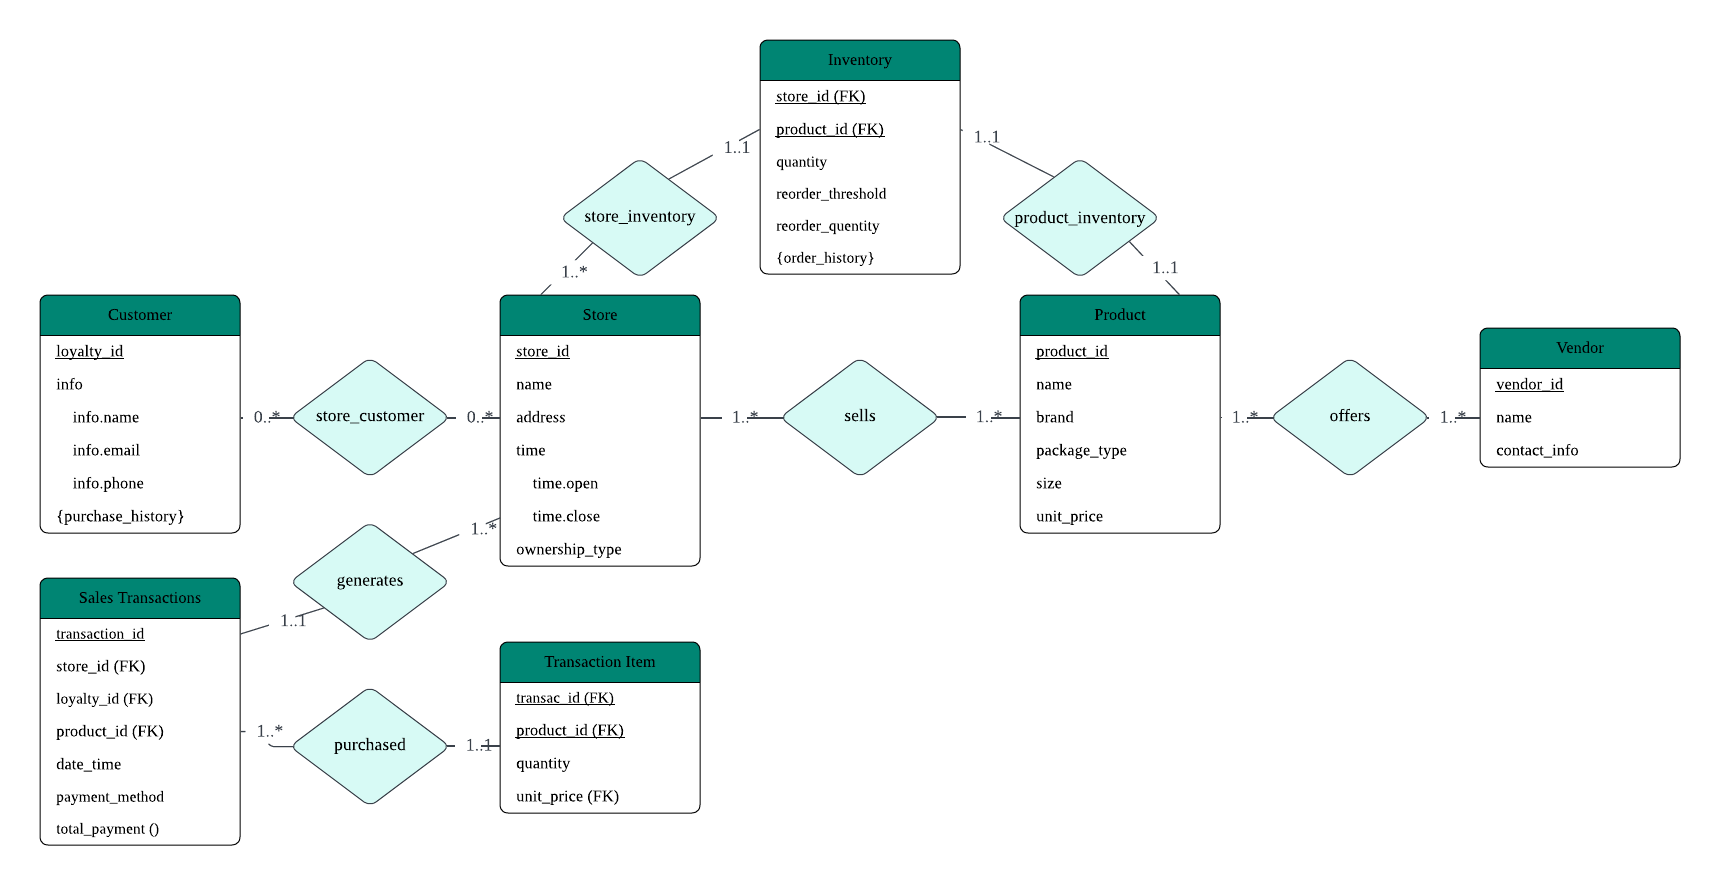 Inventory
store_id (FK)
product_id (FK)
quantity
reorder_threshold
reorder_quentity
{order_history}
1..1
1..1
store_inventory
product_inventory
1..*
1..1
Customer
loyalty_id
info
info.name
info.email
info.phone
{purchase_history}
0..*
store_customer
0..*
Store
store_id
name
address
time
time.open
time.close
ownership_type
1..*
sells
1..*
Product
product_id
name
brand
package_type
size
unit_price
1..*
offers
1..*
Vendor
vendor_id
name
contact_info
1..*
generates
1..1
Sales Transactions
transaction_id
store_id (FK)
loyalty_id (FK)
product_id (FK)
date_time
payment_method
total_payment ()
1..*
purchased
1..1
Transaction Item
transac_id (FK)
product_id (FK)
quantity
unit_price (FK)